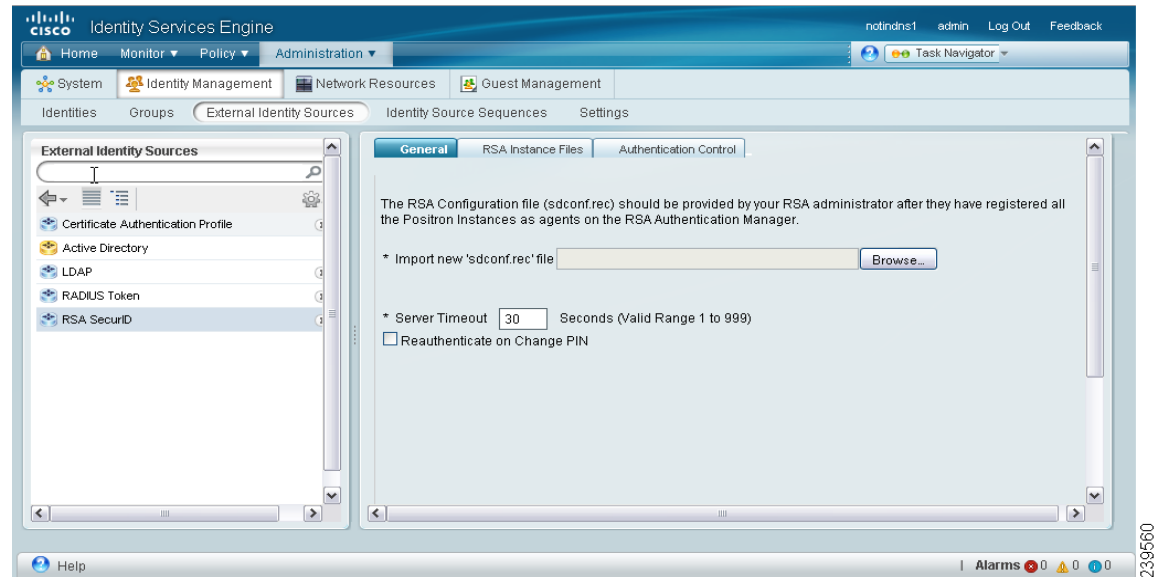 CISCO Identity Services Engine
notindns1 admin Log Out Feedback
Home Monitor ▼ Policy ▼ Administration ▼
Task Navigator
System Identity Management Network Resources Guest Management
Identities Groups External Identity Sources Identity Source Sequences Settings
External Identity Sources
Certificate Authentication Profile
Active Directory
LDAP
RADIUS Token
RSA SecurID
General RSA Instance Files Authentication Control
The RSA Configuration file (sdconf.rec) should be provided by your RSA administrator after they have registered all
the Positron Instances as agents on the RSA Authentication Manager.
* Import new 'sdconf.rec' file Browse...
* Server Timeout 30 Seconds (Valid Range 1 to 999)
Reauthenticate on Change PIN
Help
| Alarms 0 0 0
239560